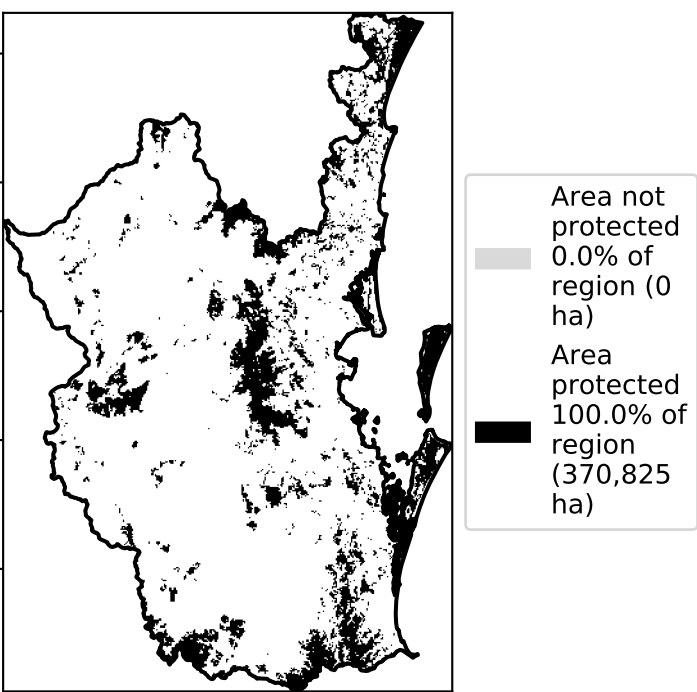 Area not
protected
0.0% of
region (0
ha)
Area
protected
100.0% of
region
(370,825
ha)